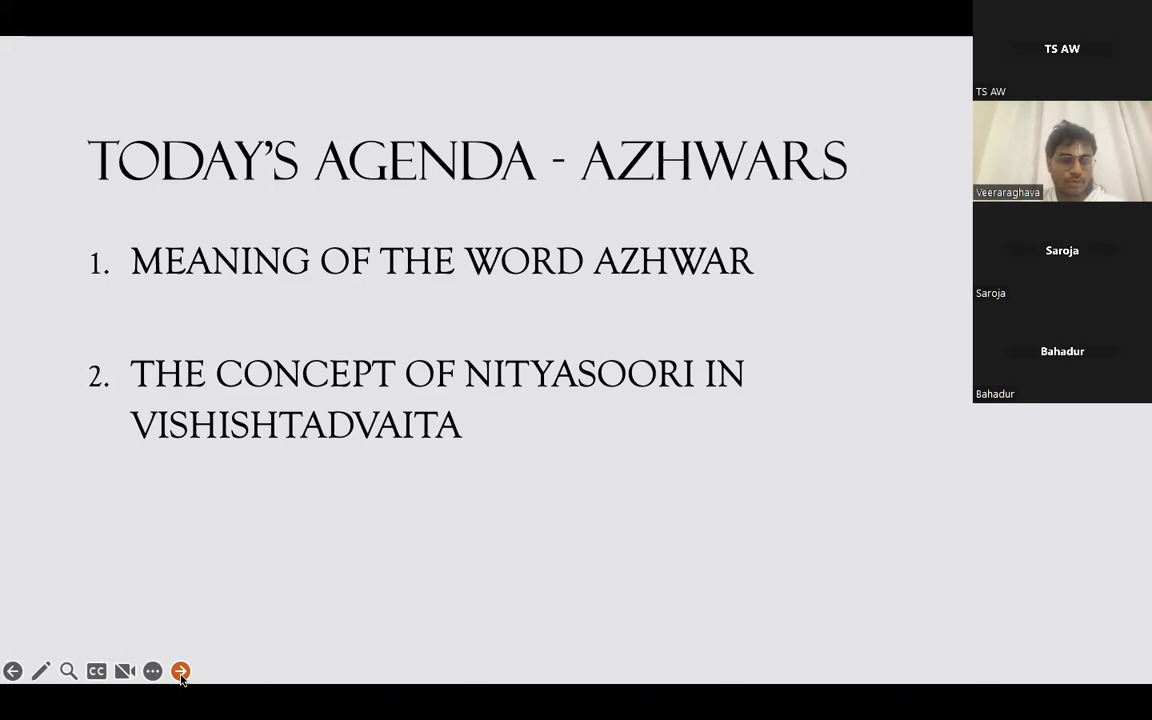 TODAY'S AGENDA - AZHWARS
1. MEANING OF THE WORD AZHWAR
2. THE CONCEPT OF NITYASOORI IN
VISHISHTADVAITA
TS AW
TS AW
Veeraraghava
Saroja
Saroja
Bahadur
Bahadur
CC